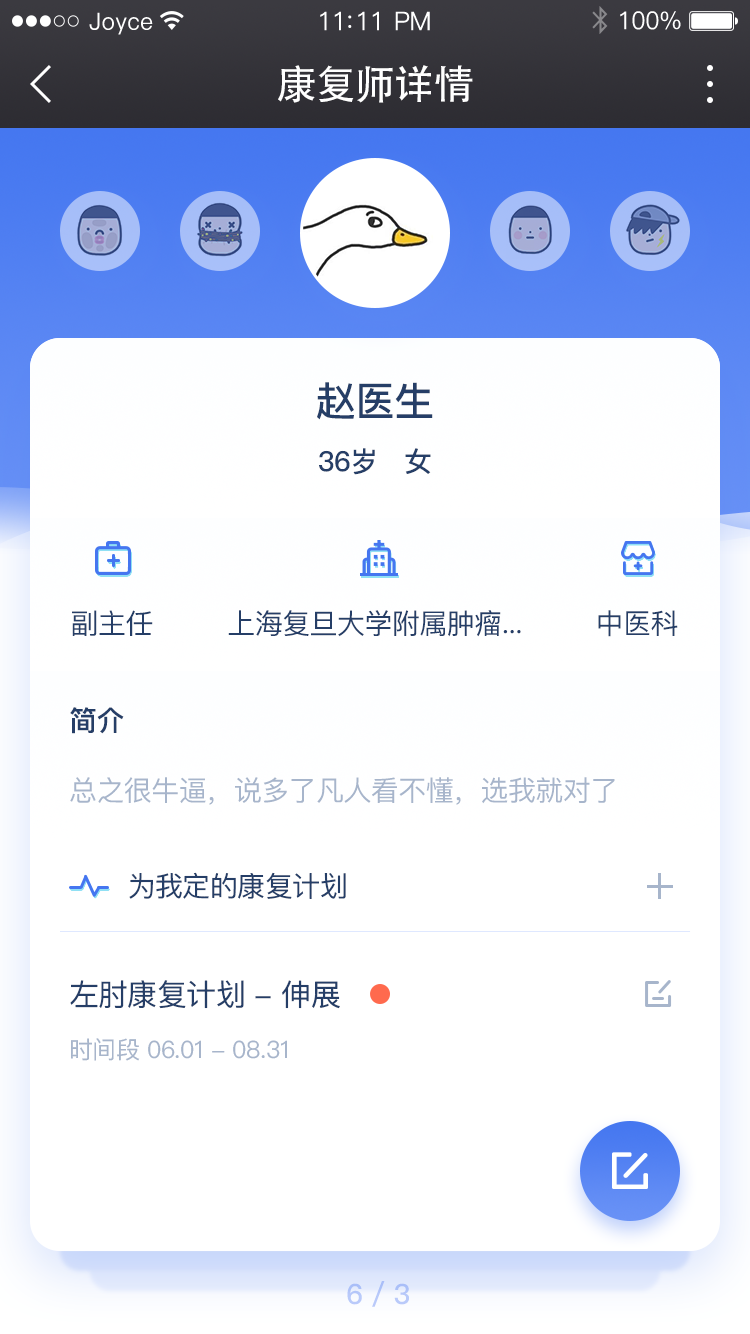 Joyce 11:11 PM 100%
康复师详情
赵医生
36岁 女
副主任 上海复旦大学附属肿瘤... 中医科
简介
总之很牛逼，说多了凡人看不懂，选我就对了
为我定的康复计划
左肘康复计划 – 伸展
时间段 06.01 – 08.31
6 / 3